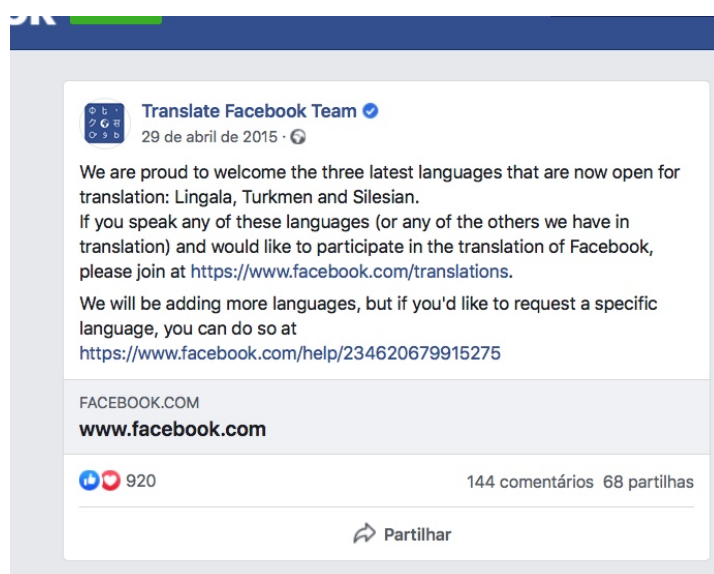 Translate Facebook Team
29 de abril de 2015 ·
We are proud to welcome the three latest languages that are now open for
translation: Lingala, Turkmen and Silesian.
If you speak any of these languages (or any of the others we have in
translation) and would like to participate in the translation of Facebook,
please join at https://www.facebook.com/translations.
We will be adding more languages, but if you'd like to request a specific
language, you can do so at
https://www.facebook.com/help/234620679915275
FACEBOOK.COM
www.facebook.com
920
144 comentários 68 partilhas
Partilhar